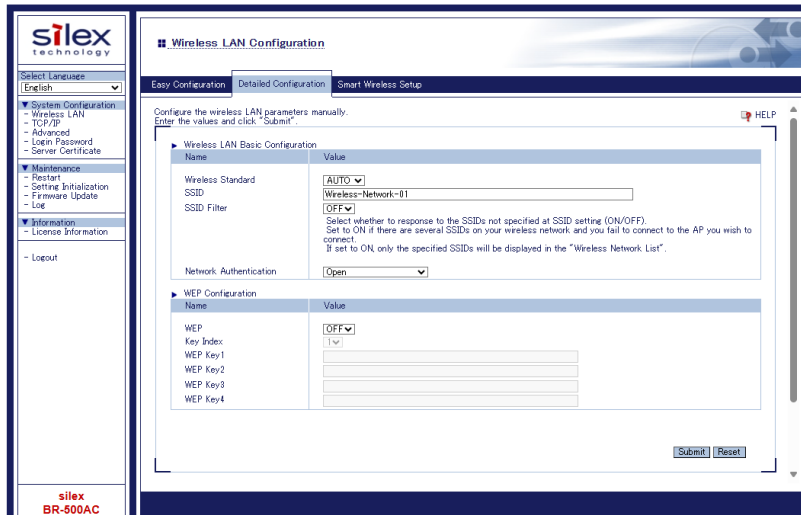 silex
technology
Select Language
English
▼ System Configuration
- Wireless LAN
- TCP/IP
- Advanced
- Login Password
- Server Certificate
▼ Maintenance
- Restart
- Setting Initialization
- Firmware Update
- Log
▼ Information
- License Information
- Logout
silex
BR-500AC
Wireless LAN Configuration
Easy Configuration Detailed Configuration Smart Wireless Setup
Configure the wireless LAN parameters manually.
Enter the values and click "Submit".
HELP
Wireless LAN Basic Configuration
Name Value
Wireless Standard AUTO
SSID Wireless-Network-01
SSID Filter OFF
Select whether to response to the SSIDs not specified at SSID setting (ON/OFF).
Set to ON if there are several SSIDs on your wireless network and you fail to connect to the AP you wish to
connect.
If set to ON, only the specified SSIDs will be displayed in the "Wireless Network List".
Network Authentication Open
WEP Configuration
Name Value
WEP OFF
Key Index 1
WEP Key1
WEP Key2
WEP Key3
WEP Key4
Submit Reset